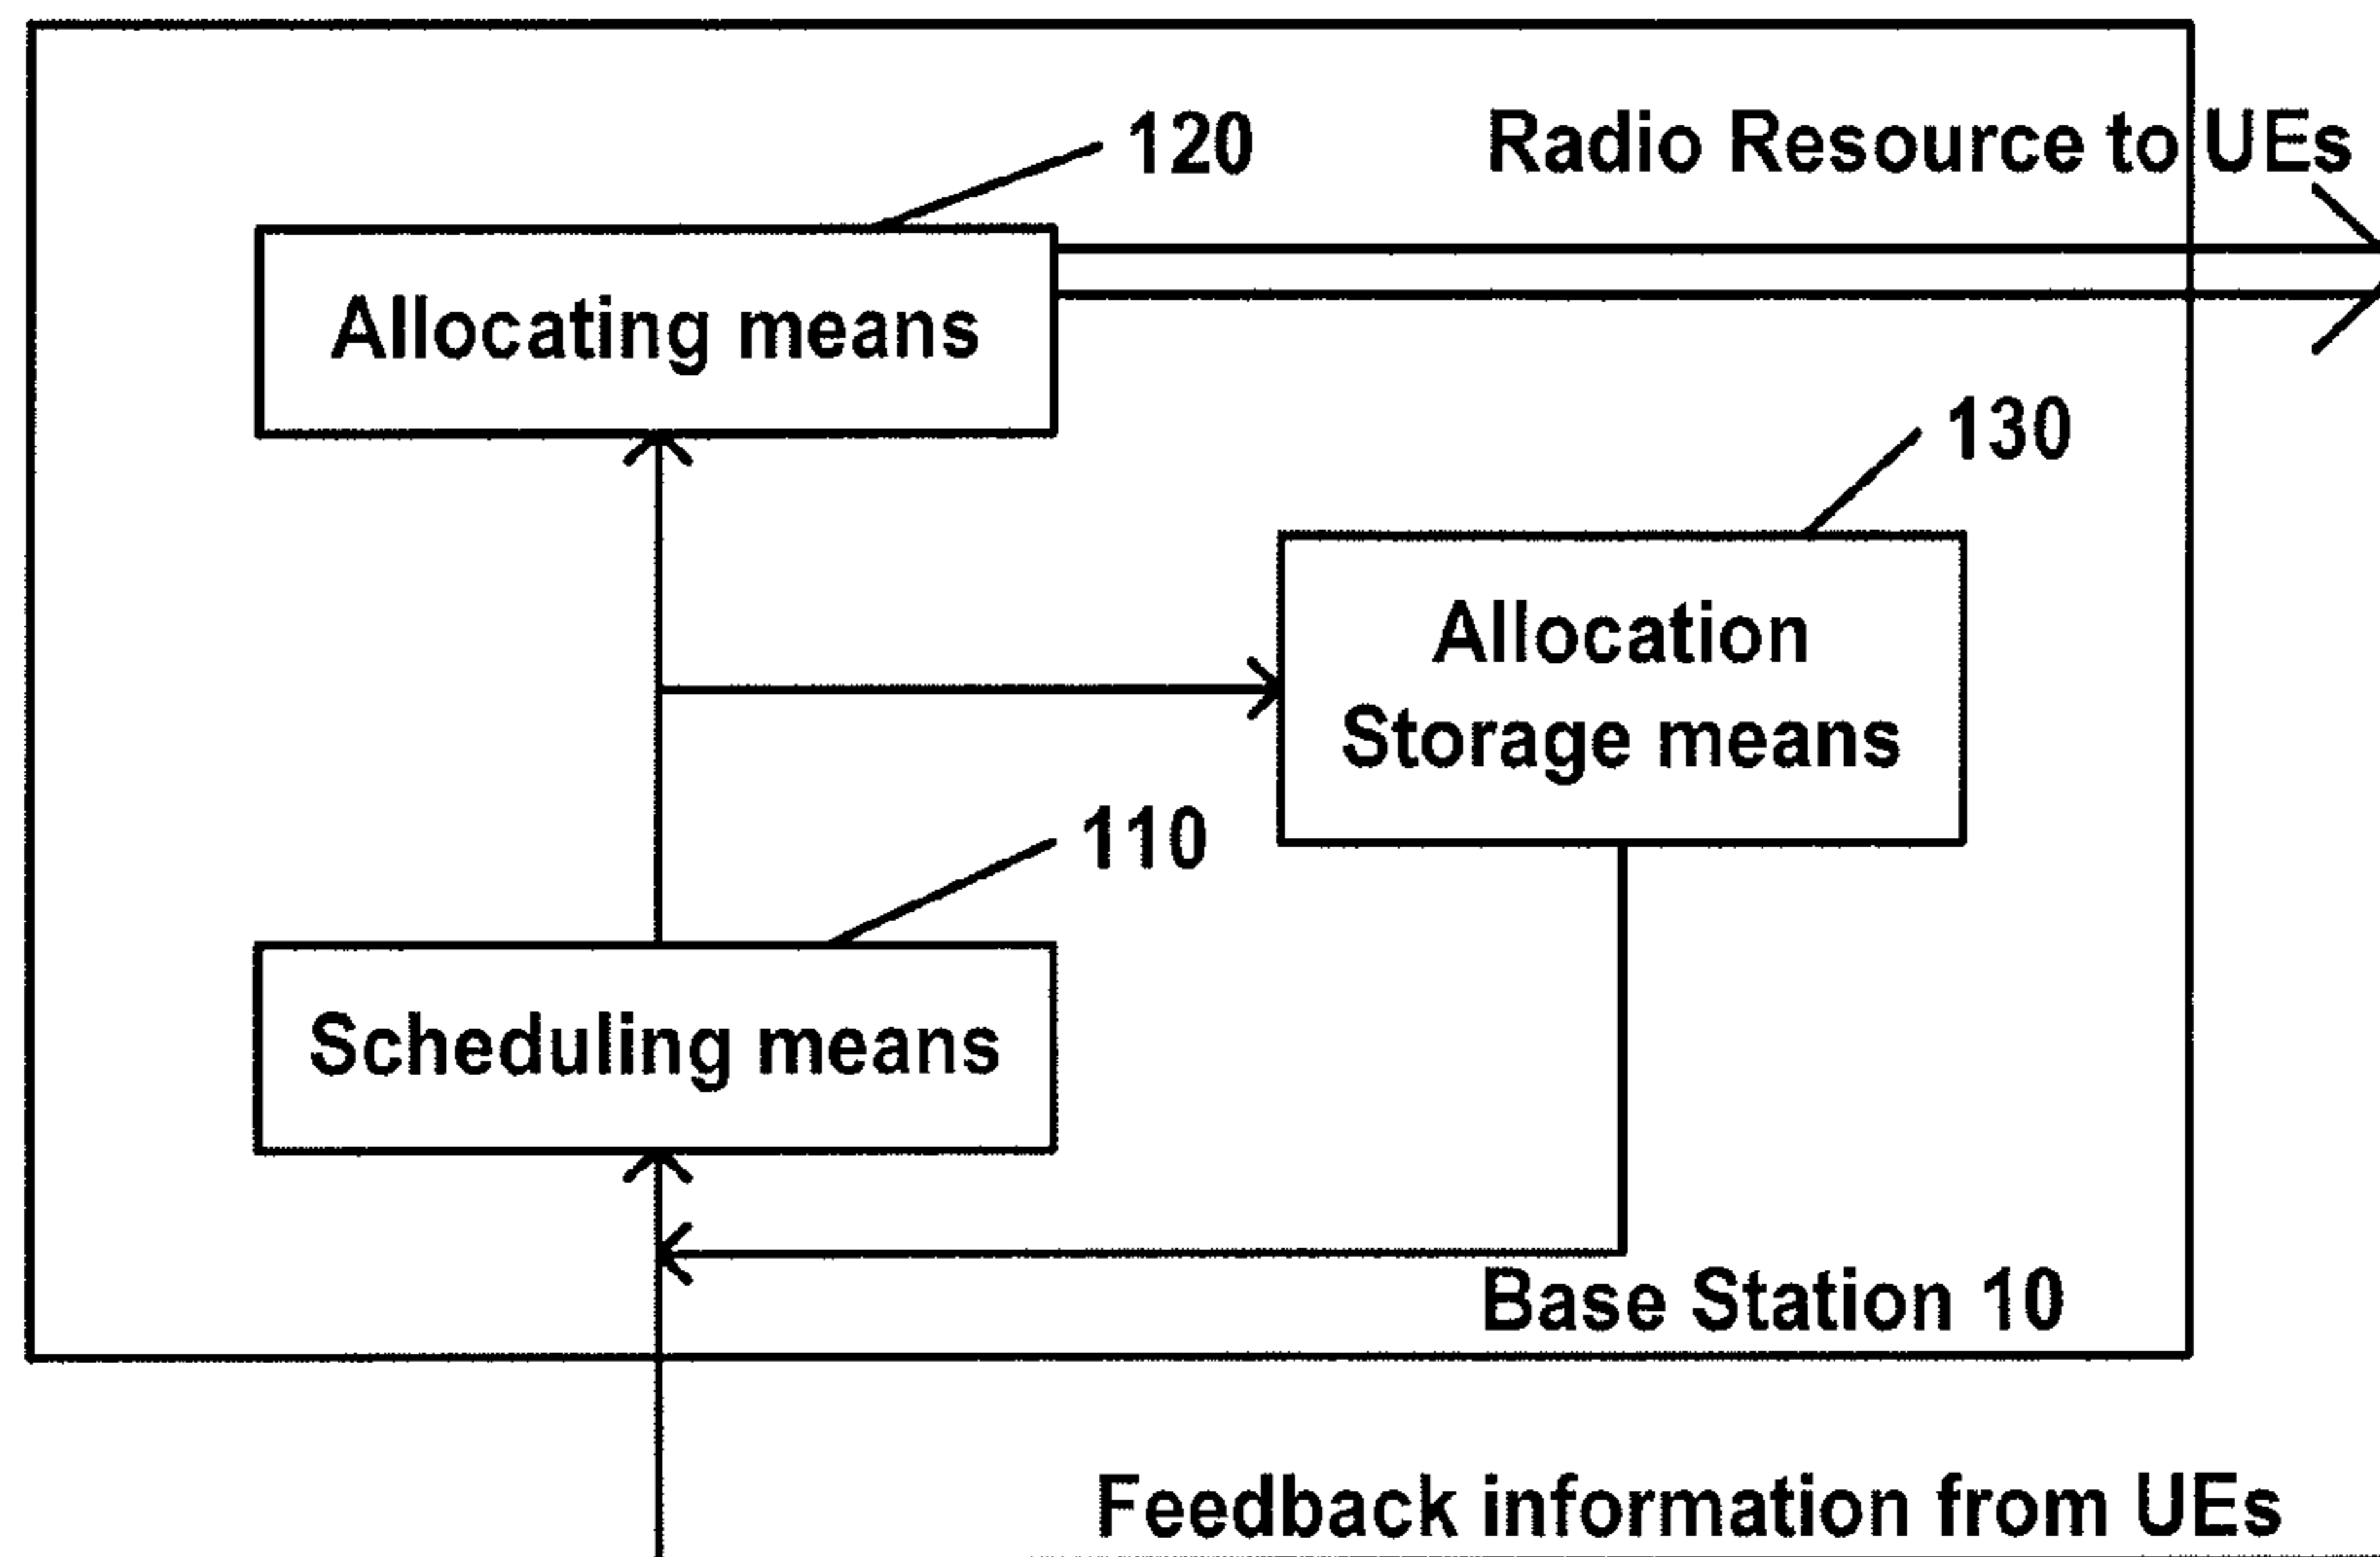 120
Radio Resource to UEs
Allocating means
130
Allocation
Storage means
110
Scheduling means
Base Station 10
Feedback information from UEs